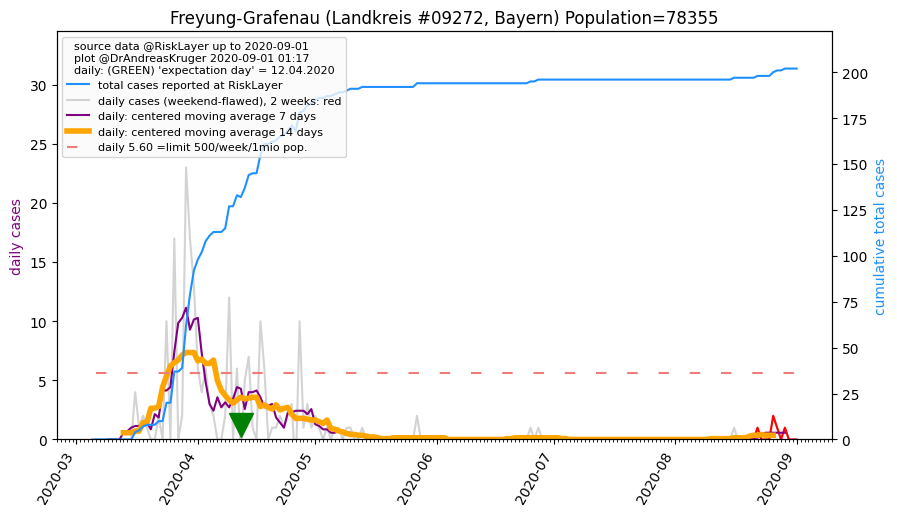 Freyung-Grafenau (Landkreis #09272, Bayern) Population=78355
source data @RiskLayer up to 2020-09-01
plot @DrAndreasKruger 2020-09-01 01:17
daily: (GREEN) 'expectation day' = 12.04.2020
total cases reported at RiskLayer
daily cases (weekend-flawed), 2 weeks: red
daily: centered moving average 7 days
daily: centered moving average 14 days
daily 5.60 =limit 500/week/1mio pop.
daily cases
30
25
20
15
10
5
0
cumulative total cases
200
175
150
125
100
75
50
25
0
2020-03
2020-04
2020-05
2020-06
2020-07
2020-08
2020-09